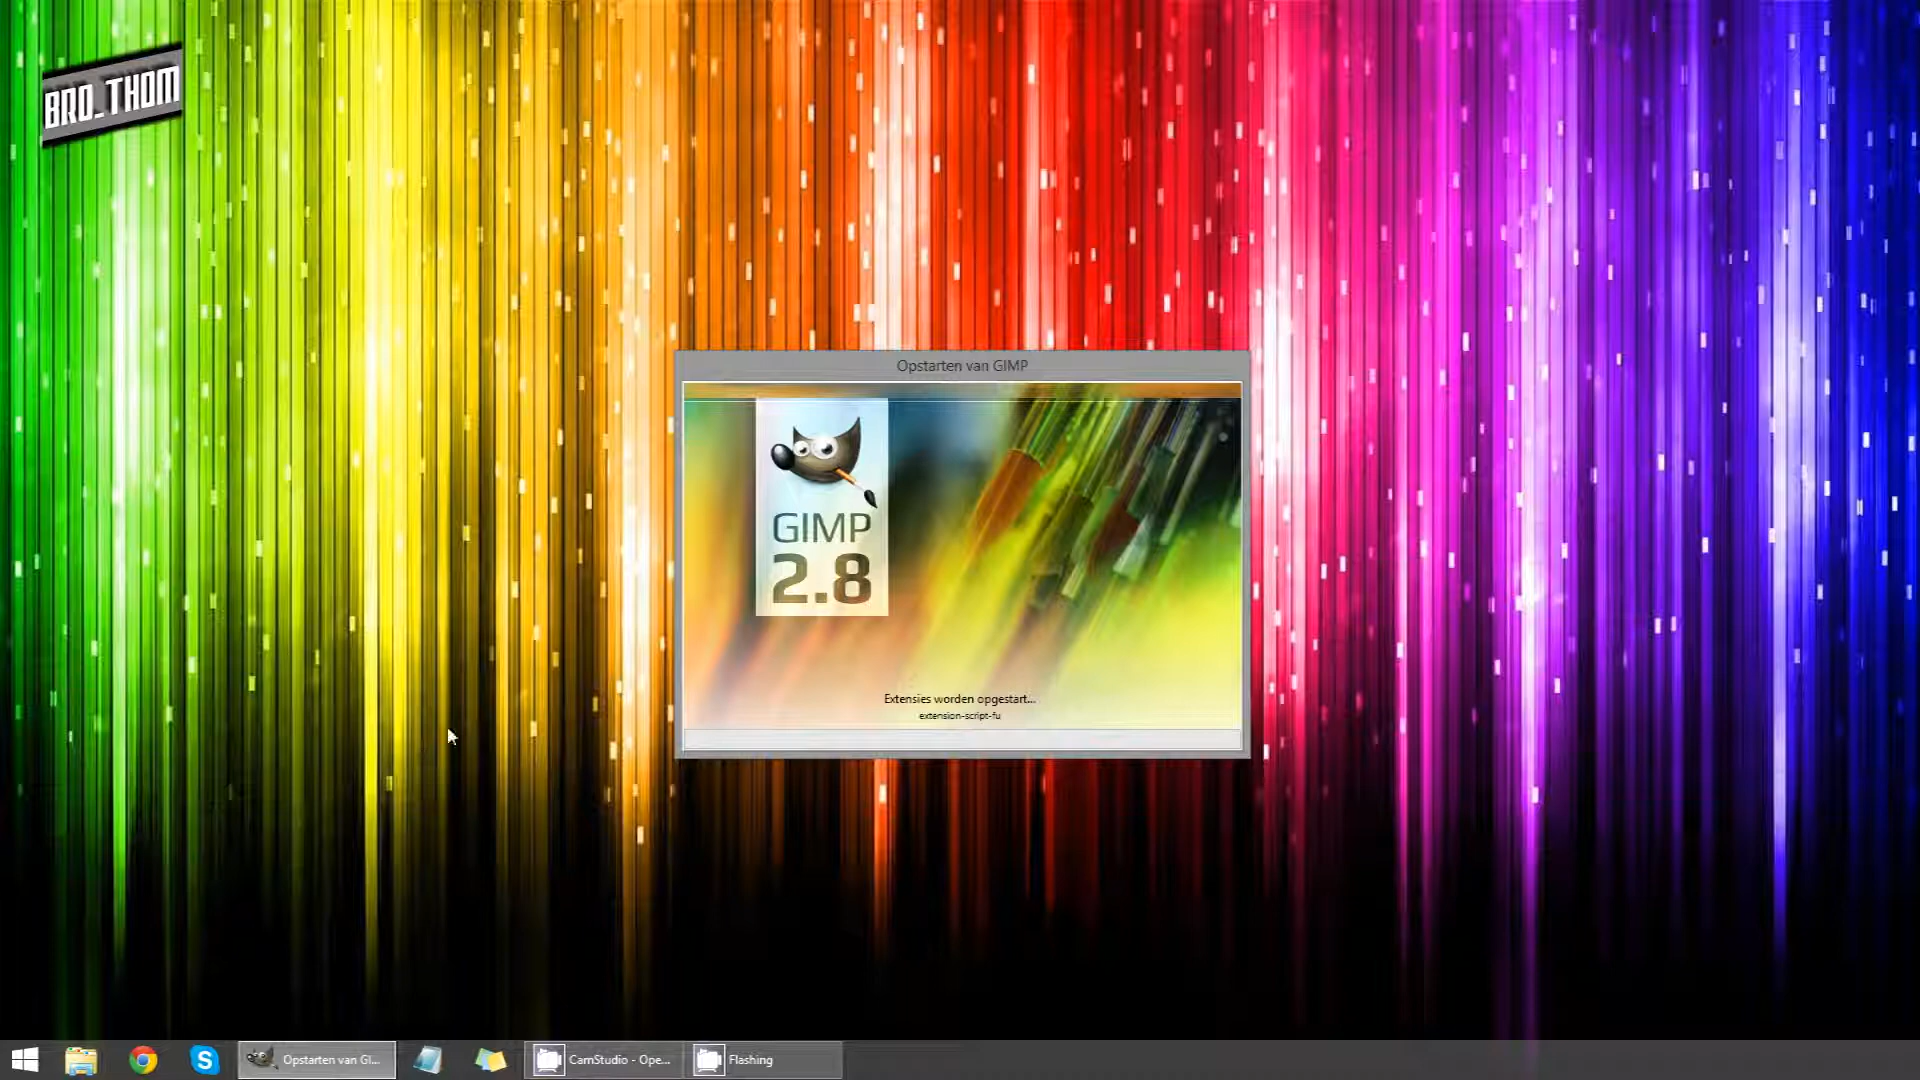 BRO_THOM
Opstarten van GIMP
GIMP
2.8
Extensies worden opgestart...
extension-script-fu
Opstarten van GI...
CamStudio - Ope...
Flashing